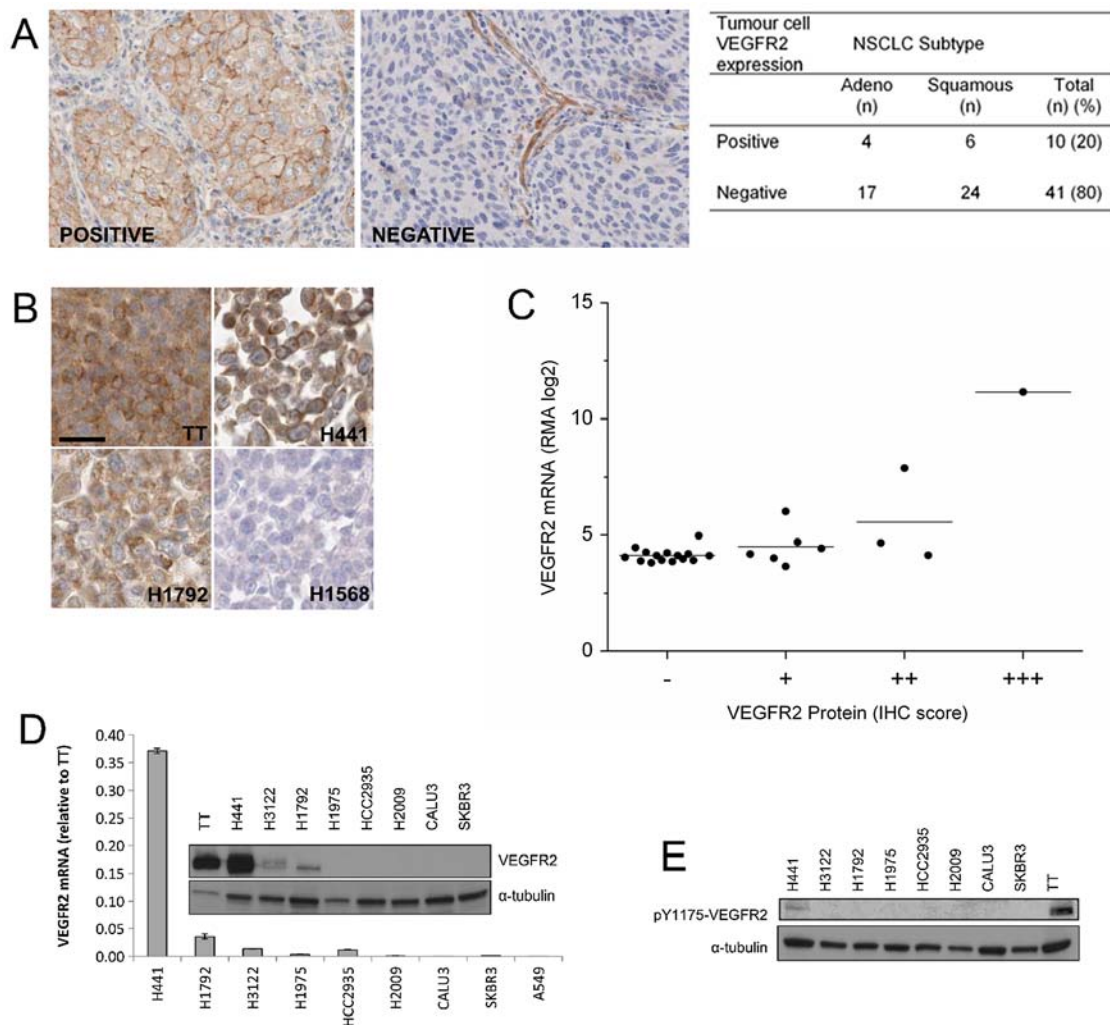 A
POSITIVE
NEGATIVE
Tumour cell
VEGFR2
expression
NSCLC Subtype
Adeno
(n)
Squamous
(n)
Total
(n) (%)
Positive 4 6 10 (20)
Negative 17 24 41 (80)
B
TT
H441
H1792
H1568
C
VEGFR2 mRNA (RMA log2)
15
10
5
0
- + ++ +++
VEGFR2 Protein (IHC score)
D
VEGFR2 mRNA (relative to TT)
0.40
0.35
0.30
0.25
0.20
0.15
0.10
0.05
0.00
TT H441 H3122 H1792 H1975 HCC2935 H2009 CALU3 SKBR3
VEGFR2
α-tubulin
H441 H1792 H3122 H1975 HCC2935 H2009 CALU3 SKBR3 A549
E
H441 H3122 H1792 H1975 HCC2935 H2009 CALU3 SKBR3 TT
pY1175-VEGFR2
α-tubulin